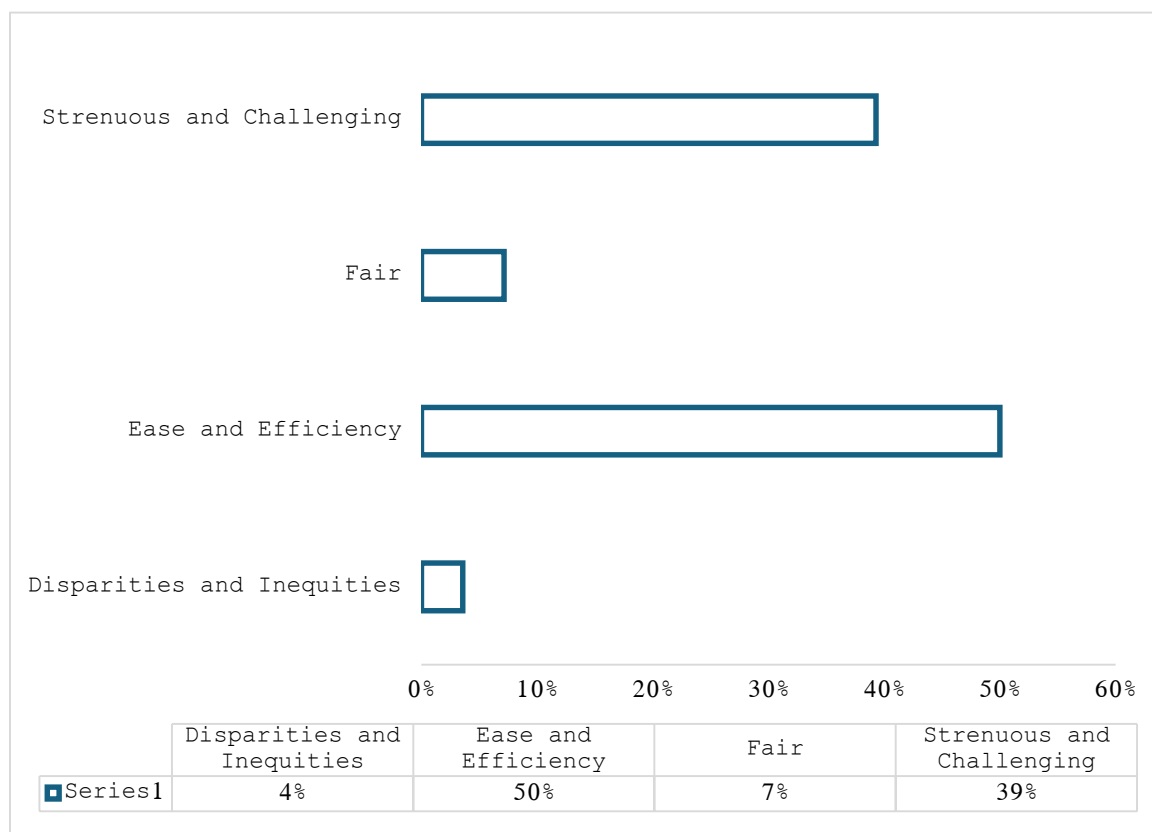 Strenuous and Challenging
Fair
Ease and Efficiency
Disparities and Inequities
0% 10% 20% 30% 40% 50% 60%
Disparities and Ease and Fair Strenuous and
Inequities Efficiency Challenging
Series1 4% 50% 7% 39%